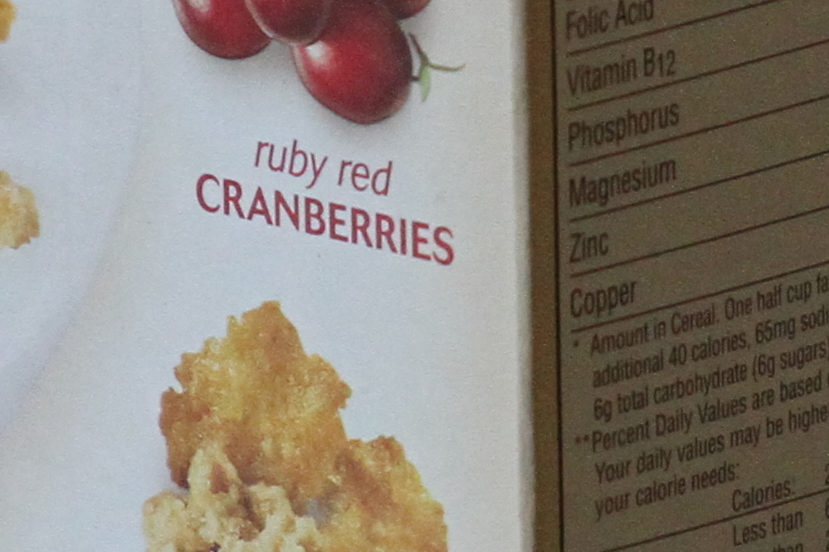 ruby red
CRANBERRIES
Folic Acid
Vitamin B12
Phosphorus
Magnesium
Zinc
Copper
* Amount in Cereal. One half cup
additional 40 calories, 65mg
6g total carbohydrate (6g sugars)
**Percent Daily Values are based
Your daily values may be
your calorie needs:
Calories:
Less than
than